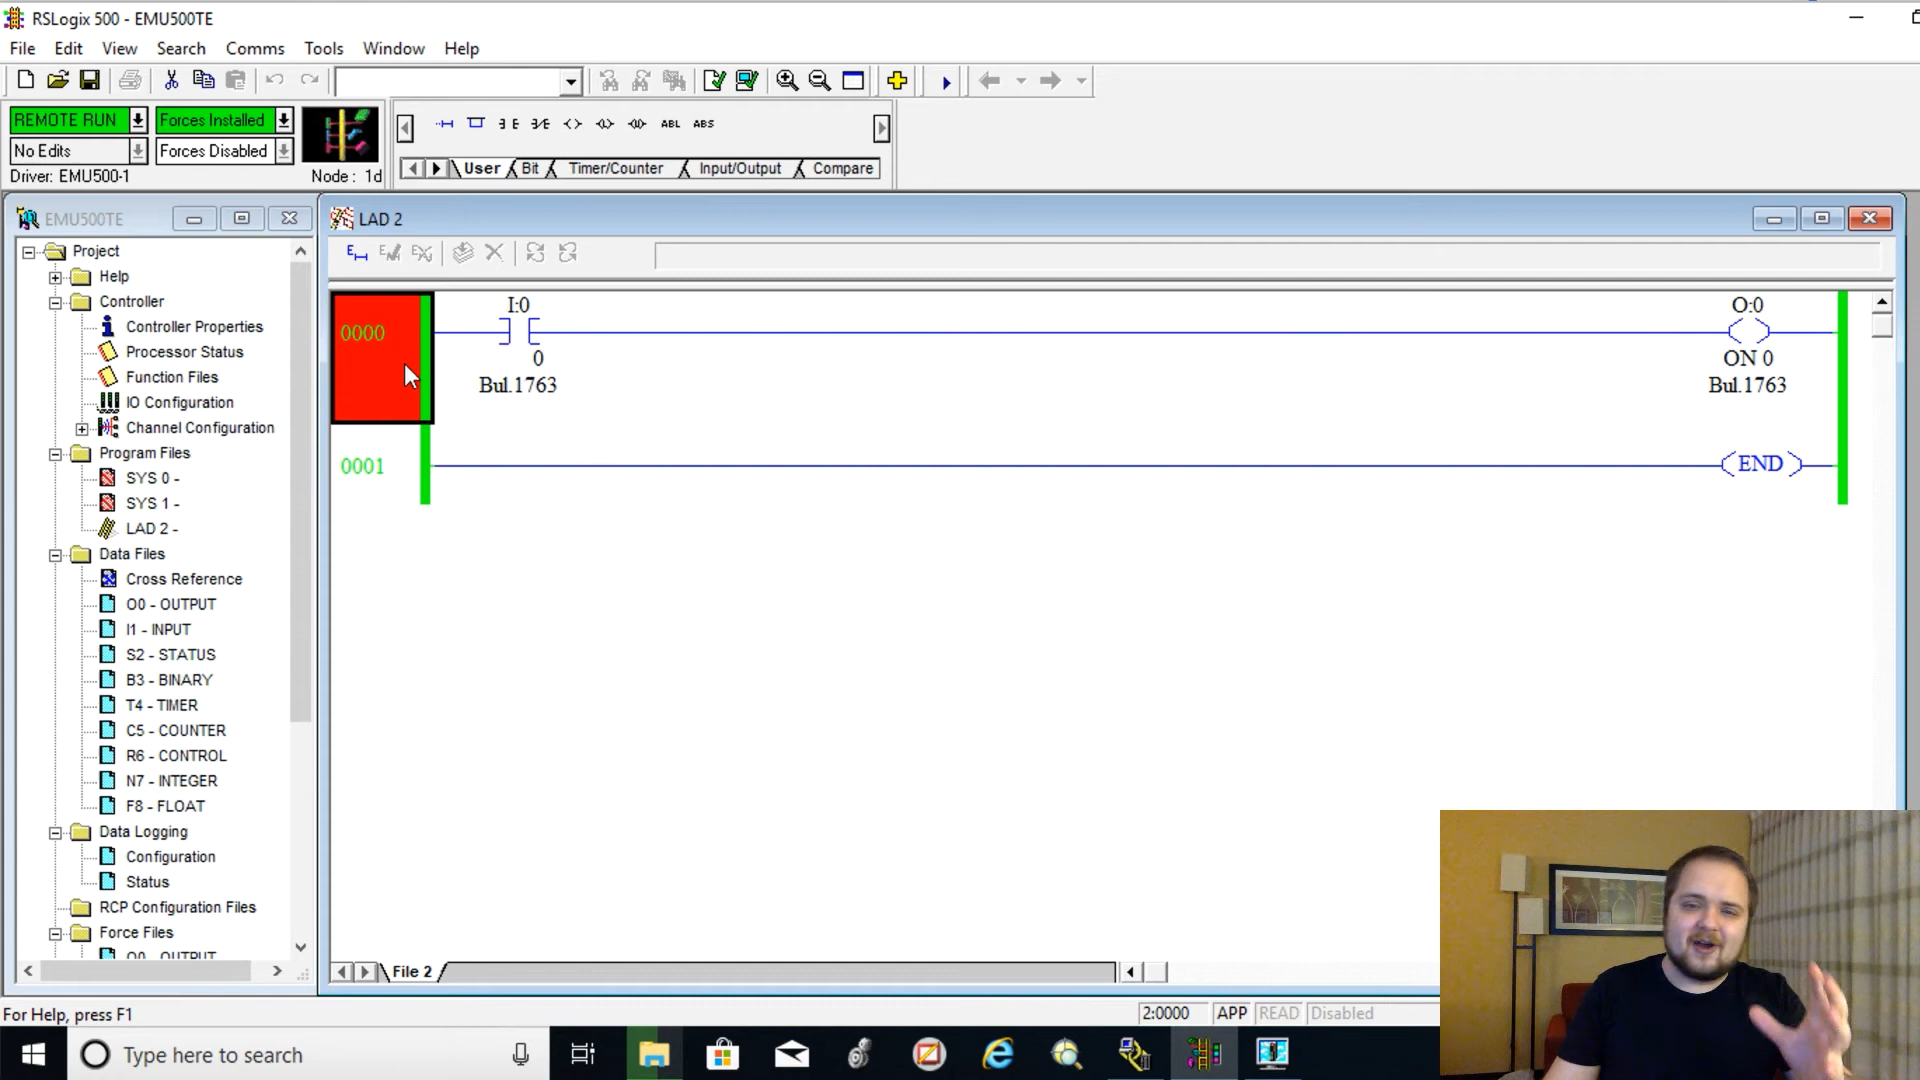 RSLogix 500 - EMU500TE
File Edit View Search Comms Tools Window Help
REMOTE RUN Forces Installed
No Edits Forces Disabled
Driver: EMU500-1 Node : 1d
ABL ABS
User Bit Timer/Counter Input/Output Compare
EMU500TE
Project
Help
Controller
Controller Properties
Processor Status
Function Files
IO Configuration
Channel Configuration
Program Files
SYS 0 -
SYS 1 -
LAD 2 -
Data Files
Cross Reference
O0 - OUTPUT
I1 - INPUT
S2 - STATUS
B3 - BINARY
T4 - TIMER
C5 - COUNTER
R6 - CONTROL
N7 - INTEGER
F8 - FLOAT
Data Logging
Configuration
Status
RCP Configuration Files
Force Files
O0 - OUTPUT
LAD 2
I:0 O:0
0000
0 ON 0
Bul.1763 Bul.1763
0001 END
File 2
For Help, press F1
2:0000 APP READ Disabled
Type here to search